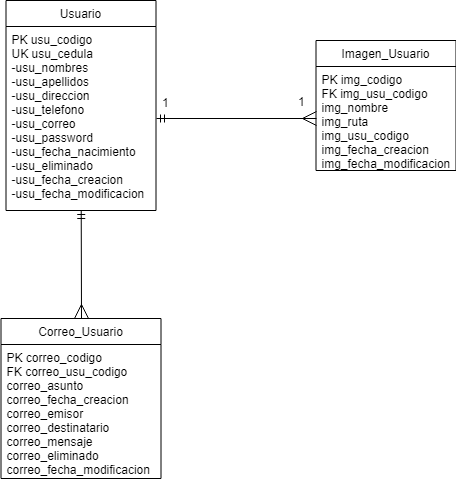 Usuario
PK usu_codigo
UK usu_cedula
-usu_nombres
-usu_apellidos
-usu_direccion
-usu_telefono
-usu_correo
-usu_password
-usu_fecha_nacimiento
-usu_eliminado
-usu_fecha_creacion
-usu_fecha_modificacion
1
1
Imagen_Usuario
PK img_codigo
FK img_usu_codigo
img_nombre
img_ruta
img_usu_codigo
img_fecha_creacion
img_fecha_modificacion
Correo_Usuario
PK correo_codigo
FK correo_usu_codigo
correo_asunto
correo_fecha_creacion
correo_emisor
correo_destinatario
correo_mensaje
correo_eliminado
correo_fecha_modificacion